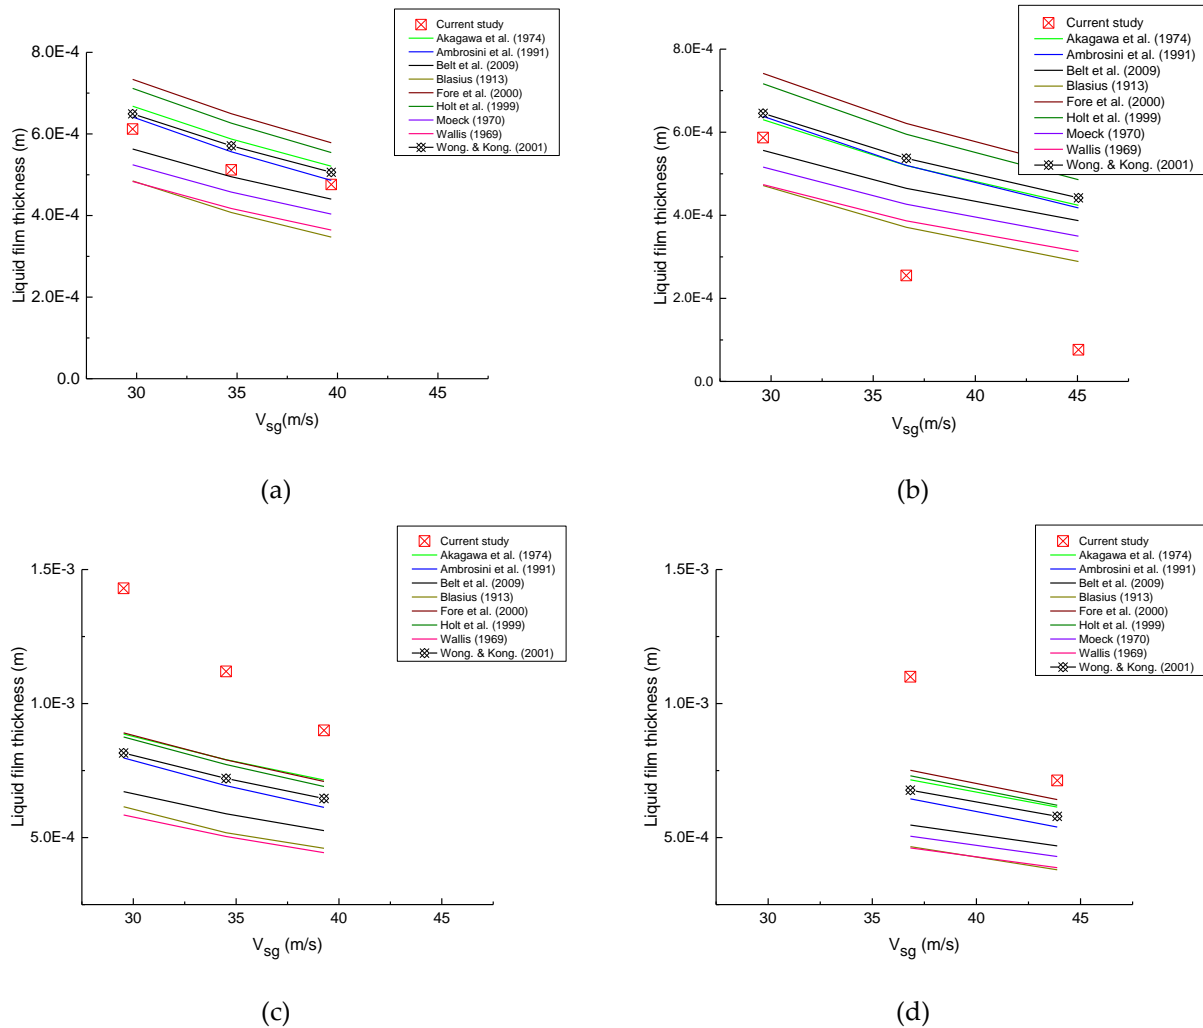 Current study
Akagawa et al. (1974)
Ambrosini et al. (1991)
Belt et al. (2009)
Blasius (1913)
Fore et al. (2000)
Holt et al. (1999)
Moeck (1970)
Wallis (1969)
Wong. & Kong. (2001)
8.0E-4
6.0E-4
4.0E-4
2.0E-4
0.0
Liquid film thickness (m)
30 35 40 45
Vsg(m/s)
(a)
Current study
Akagawa et al. (1974)
Ambrosini et al. (1991)
Belt et al. (2009)
Blasius (1913)
Fore et al. (2000)
Holt et al. (1999)
Moeck (1970)
Wallis (1969)
Wong. & Kong. (2001)
8.0E-4
6.0E-4
4.0E-4
2.0E-4
0.0
Liquid film thickness (m)
30 35 40 45
Vsg(m/s)
(b)
Current study
Akagawa et al. (1974)
Ambrosini et al. (1991)
Belt et al. (2009)
Blasius (1913)
Fore et al. (2000)
Holt et al. (1999)
Wallis (1969)
Wong. & Kong. (2001)
1.5E-3
1.0E-3
5.0E-4
Liquid film thickness (m)
30 35 40 45
Vsg (m/s)
(c)
Current study
Akagawa et al. (1974)
Ambrosini et al. (1991)
Belt et al. (2009)
Blasius (1913)
Fore et al. (2000)
Holt et al. (1999)
Moeck (1970)
Wallis (1969)
Wong. & Kong. (2001)
1.5E-3
1.0E-3
5.0E-4
Liquid film thickness (m)
30 35 40 45
Vsg (m/s)
(d)